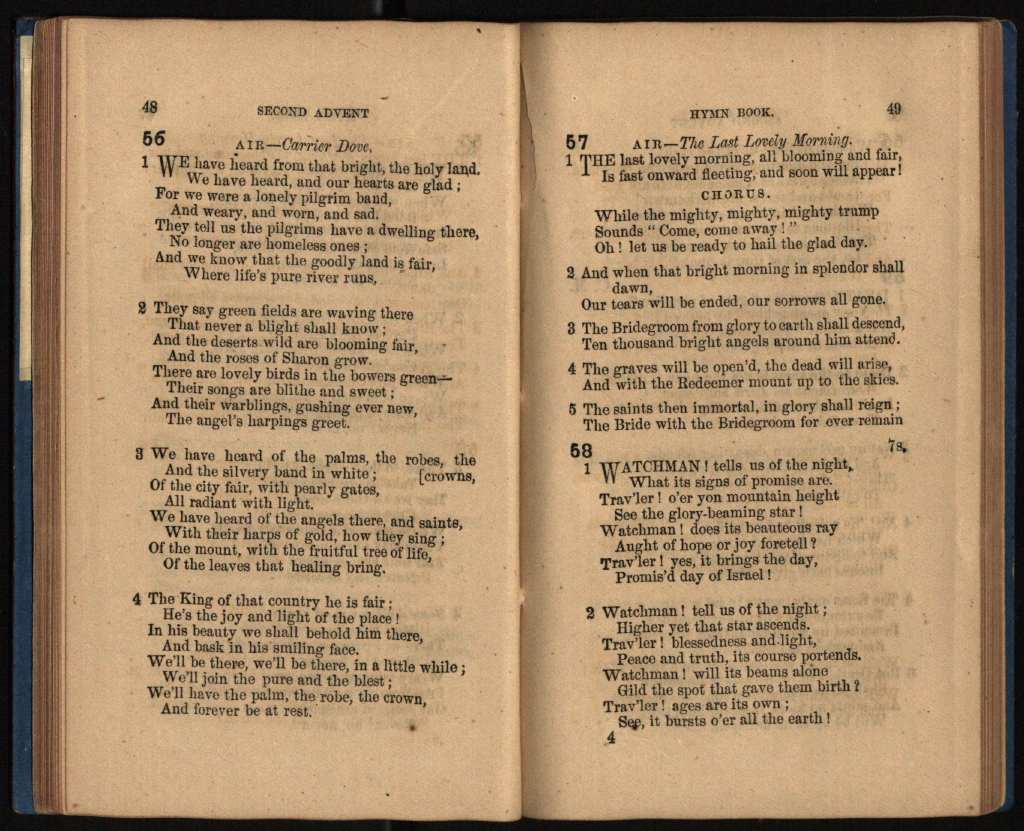 48
SECOND ADVENT
56
AIR—Carrier Dove.
1 WE have heard from that bright, the holy land.
We have heard, and our hearts are glad ;
For we were a lonely pilgrim band,
And weary, and worn, and sad.
They tell us the pilgrims have a dwelling there,
No longer are homeless ones ;
And we know that the goodly land is fair,
Where life's pure river runs,
2 They say green fields are waving there
That never a blight shall know ;
And the deserts wild are blooming fair,
And the roses of Sharon grow.
There are lovely birds in the bowers green—
Their songs are blithe and sweet ;
And their warblings, gushing ever new,
The angel's harpings greet.
3 We have heard of the palms, the robes, the
And the silvery band in white ; [crowns,
Of the city fair, with pearly gates,
All radiant with light.
We have heard of the angels there, and saints,
With their harps of gold, how they sing ;
Of the mount, with the fruitful tree of life,
Of the leaves that healing bring.
4 The King of that country he is fair ;
He's the joy and light of the place !
In his beauty we shall behold him there,
And bask in his smiling face.
We'll be there, we'll be there, in a little while ;
We'll join the pure and the blest ;
We'll have the palm, the robe, the crown,
And forever be at rest.
HYMN BOOK.
49
57
AIR—The Last Lovely Morning.
1 THE last lovely morning, all blooming and fair,
Is fast onward fleeting, and soon will appear!
CHORUS.
While the mighty, mighty, mighty trump
Sounds " Come, come away ! "
Oh ! let us be ready to hail the glad day.
2 And when that bright morning in splendor shall
dawn,
Our tears will be ended, our sorrows all gone.
3 The Bridegroom from glory to earth shall descend,
Ten thousand bright angels around him attend.
4 The graves will be open'd, the dead will arise,
And with the Redeemer mount up to the skies.
5 The saints then immortal, in glory shall reign ;
The Bride with the Bridegroom for ever remain
58
7s.
1 WATCHMAN ! tells us of the night,
What its signs of promise are.
Trav'ler ! o'er yon mountain height
See the glory-beaming star !
Watchman ! does its beauteous ray
Aught of hope or joy foretell ?
Trav'ler ! yes, it brings the day,
Promis'd day of Israel !
2 Watchman ! tell us of the night ;
Higher yet that star ascends.
Trav'ler ! blessedness and light,
Peace and truth, its course portends.
Watchman ! will its beams alone
Gild the spot that gave them birth ?
Trav'ler ! ages are its own ;
See, it bursts o'er all the earth !
4